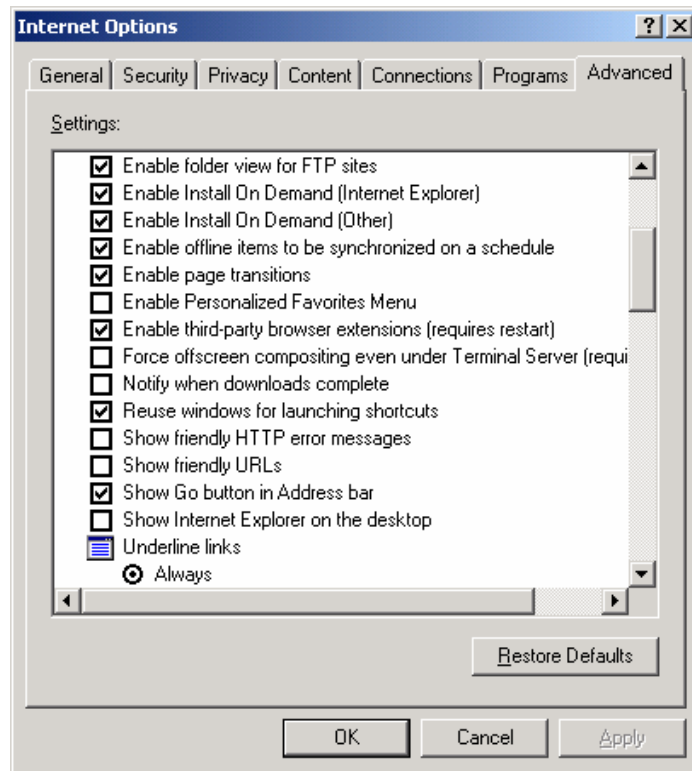 Internet Options
General Security Privacy Content Connections Programs Advanced
Settings:
Enable folder view for FTP sites
Enable Install On Demand (Internet Explorer)
Enable Install On Demand (Other)
Enable offline items to be synchronized on a schedule
Enable page transitions
Enable Personalized Favorites Menu
Enable third-party browser extensions (requires restart)
Force offscreen compositing even under Terminal Server (requi
Notify when downloads complete
Reuse windows for launching shortcuts
Show friendly HTTP error messages
Show friendly URLs
Show Go button in Address bar
Show Internet Explorer on the desktop
Underline links
Always
Restore Defaults
OK Cancel Apply